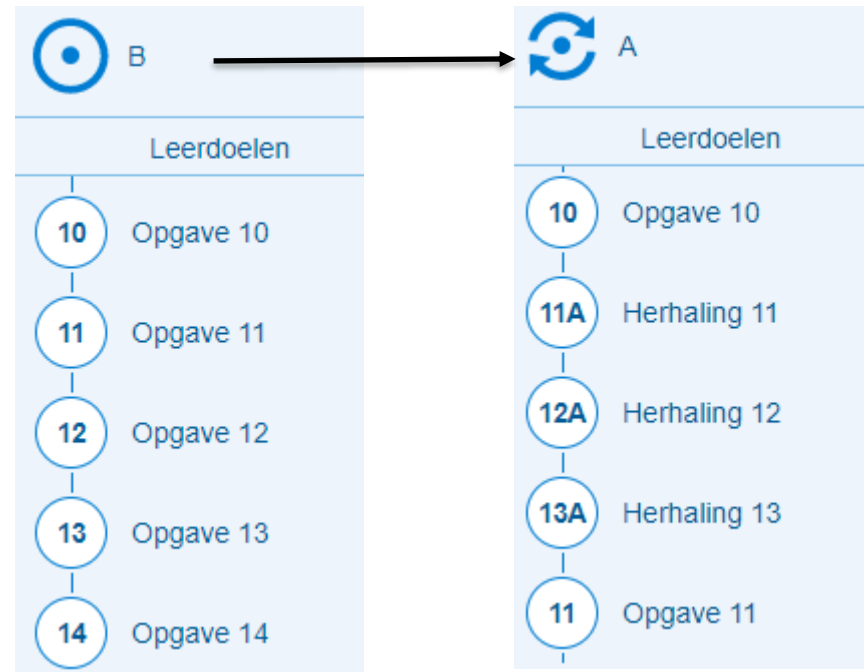 B
Leerdoelen
10 Opgave 10
11 Opgave 11
12 Opgave 12
13 Opgave 13
14 Opgave 14
A
Leerdoelen
10 Opgave 10
11A Herhaling 11
12A Herhaling 12
13A Herhaling 13
11 Opgave 11